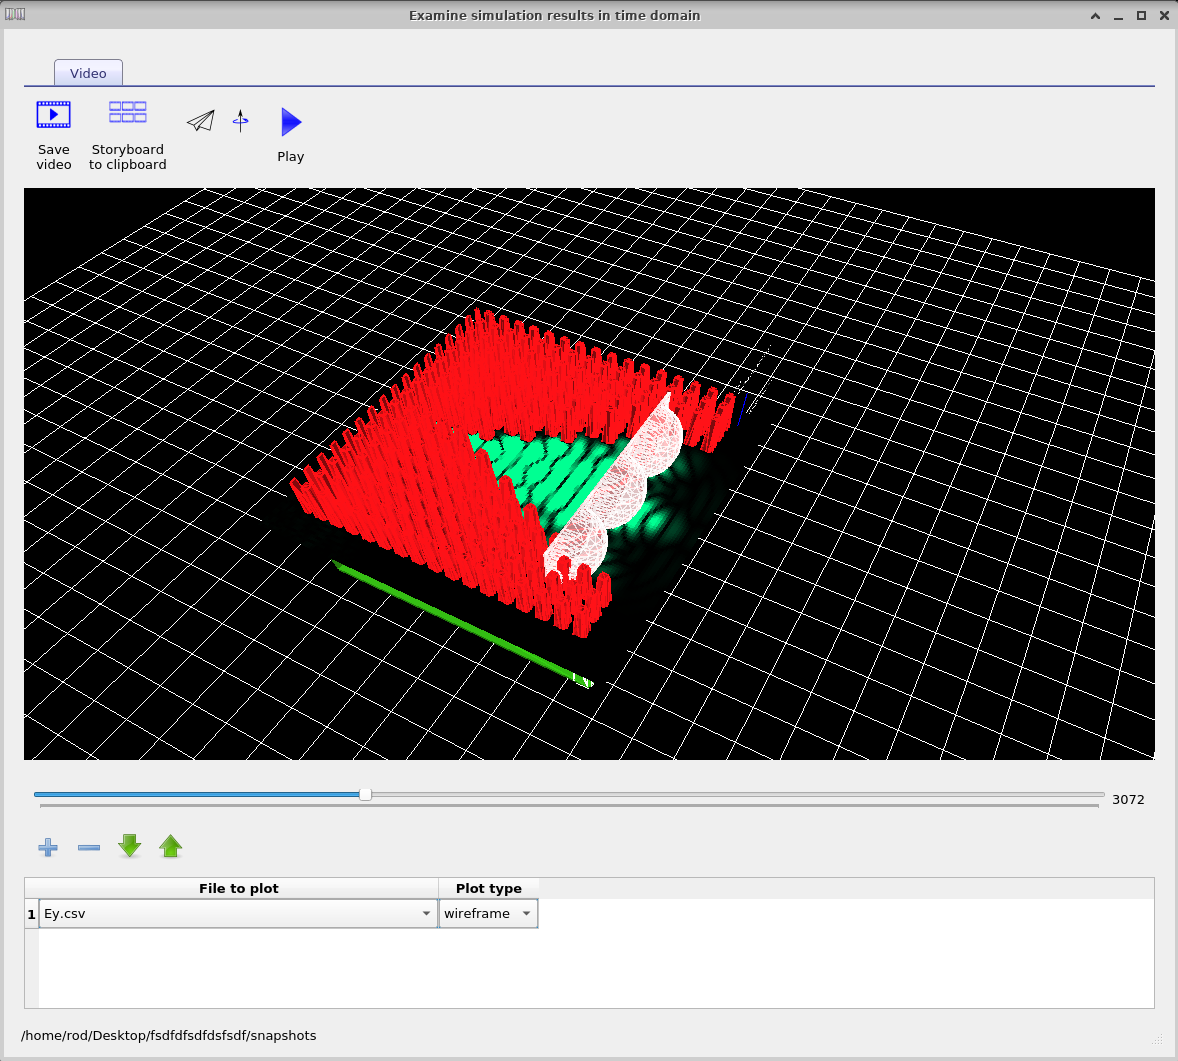 Examine simulation results in time domain
Video
Save
video
Storyboard
to clipboard
Play
3072
File to plot
Plot type
1
Ey.csv
wireframe
/home/rod/Desktop/fsdfdfsdfdsfsdf/snapshots